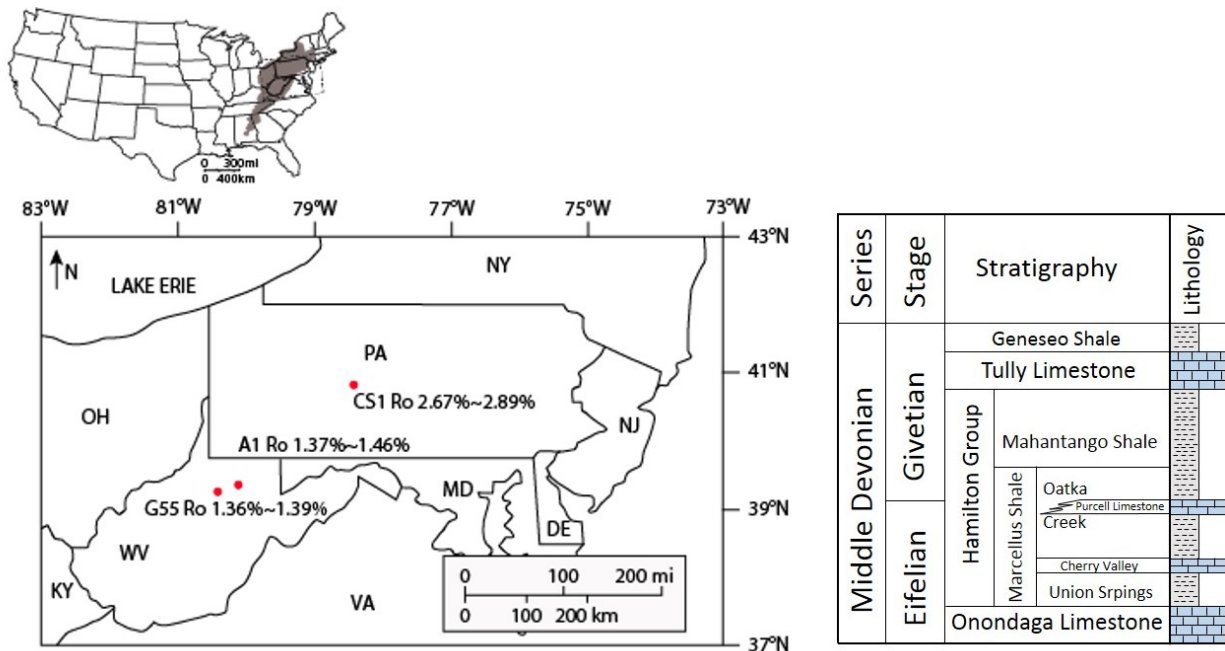 0 300mi
0 400km
83°W 81°W 79°W 77°W 75°W 73°W
43°N
N
LAKE ERIE
NY
PA
41°N
CS1 Ro 2.67%~2.89%
OH
NJ
A1 Ro 1.37%~1.46%
MD
39°N
G55 Ro 1.36%~1.39%
DE
WV
0 100 200 mi
KY
VA
0 100 200 km
37°N
Series
Stage
Stratigraphy
Lithology
Middle Devonian
Givetian
Eifelian
Geneseo Shale
Tully Limestone
Hamilton Group
Mahantango Shale
Marcellus Shale
Oatka
Purcell Limestone
Creek
Cherry Valley
Union Srpings
Onondaga Limestone